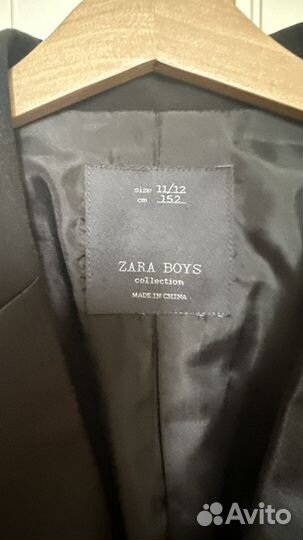 size 11/12
cm 152
ZARA BOYS
collection
MADE IN CHINA
Avito